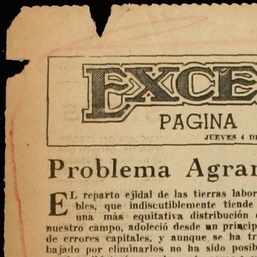 EXCE
PAGINA
JUEVES 4 DE
Problema Agrar
EL reparto ejidal de las tierras labor
bles, que indiscutiblemente tiende
una más equitativa distribución
nuestro campo, adoleció desde un princip
de errores capitales, y aunque se ha tr
bajado por eliminarlos no ha sido posib